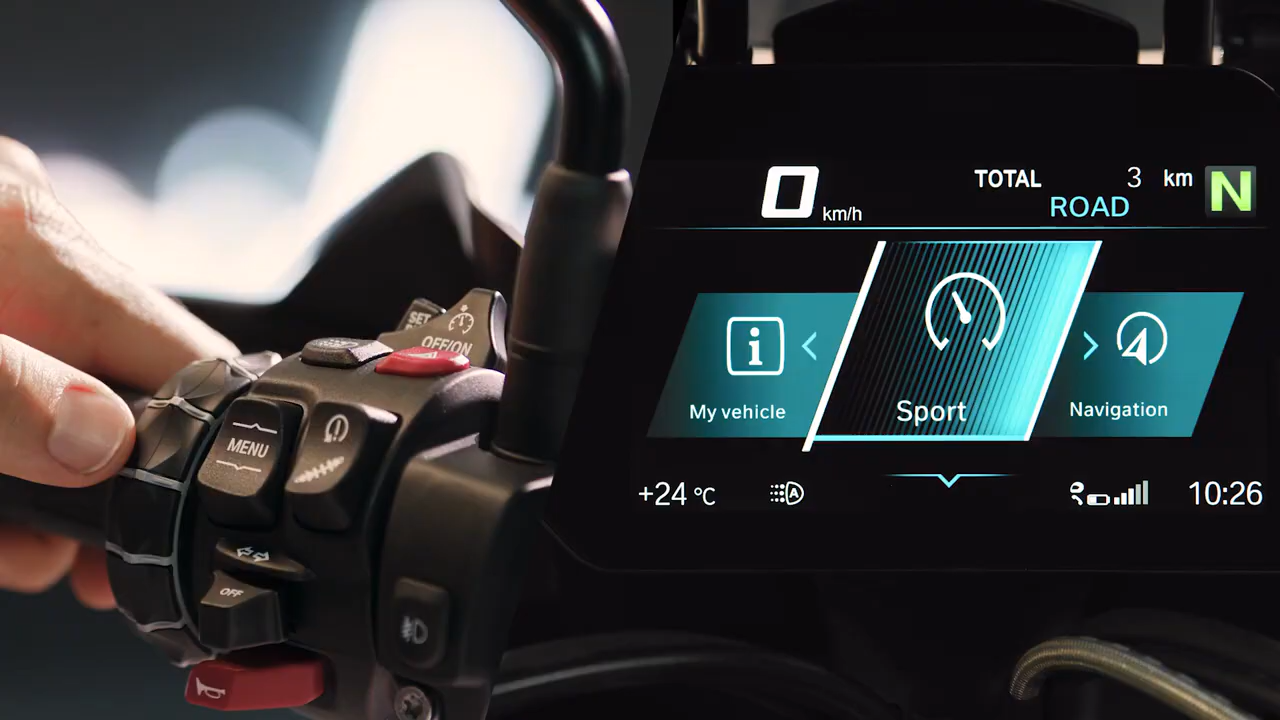 SET
OFF/ON
MENU
OFF
0 km/h
TOTAL 3 km
ROAD
N
My vehicle
Sport
Navigation
+24 °C
A
10:26